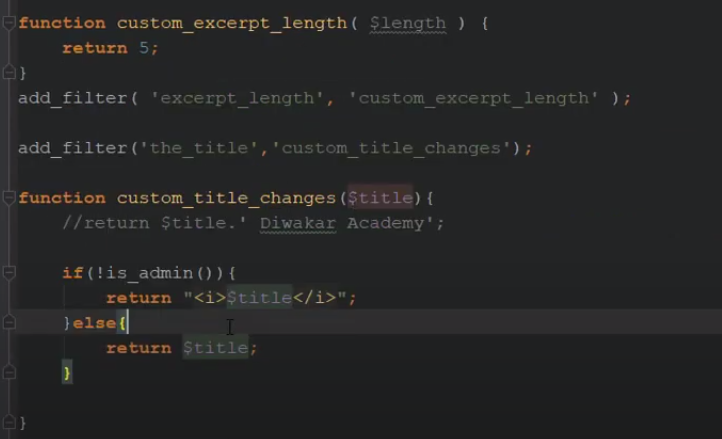 function custom_excerpt_length( $length ) {
    return 5;
}
add_filter( 'excerpt_length', 'custom_excerpt_length' );
add_filter('the_title','custom_title_changes');
function custom_title_changes($title){
    //return $title.' Diwakar Academy';
    if(!is_admin()){
        return "<i>$title</i>";
    }else{
        return $title;
    }
}